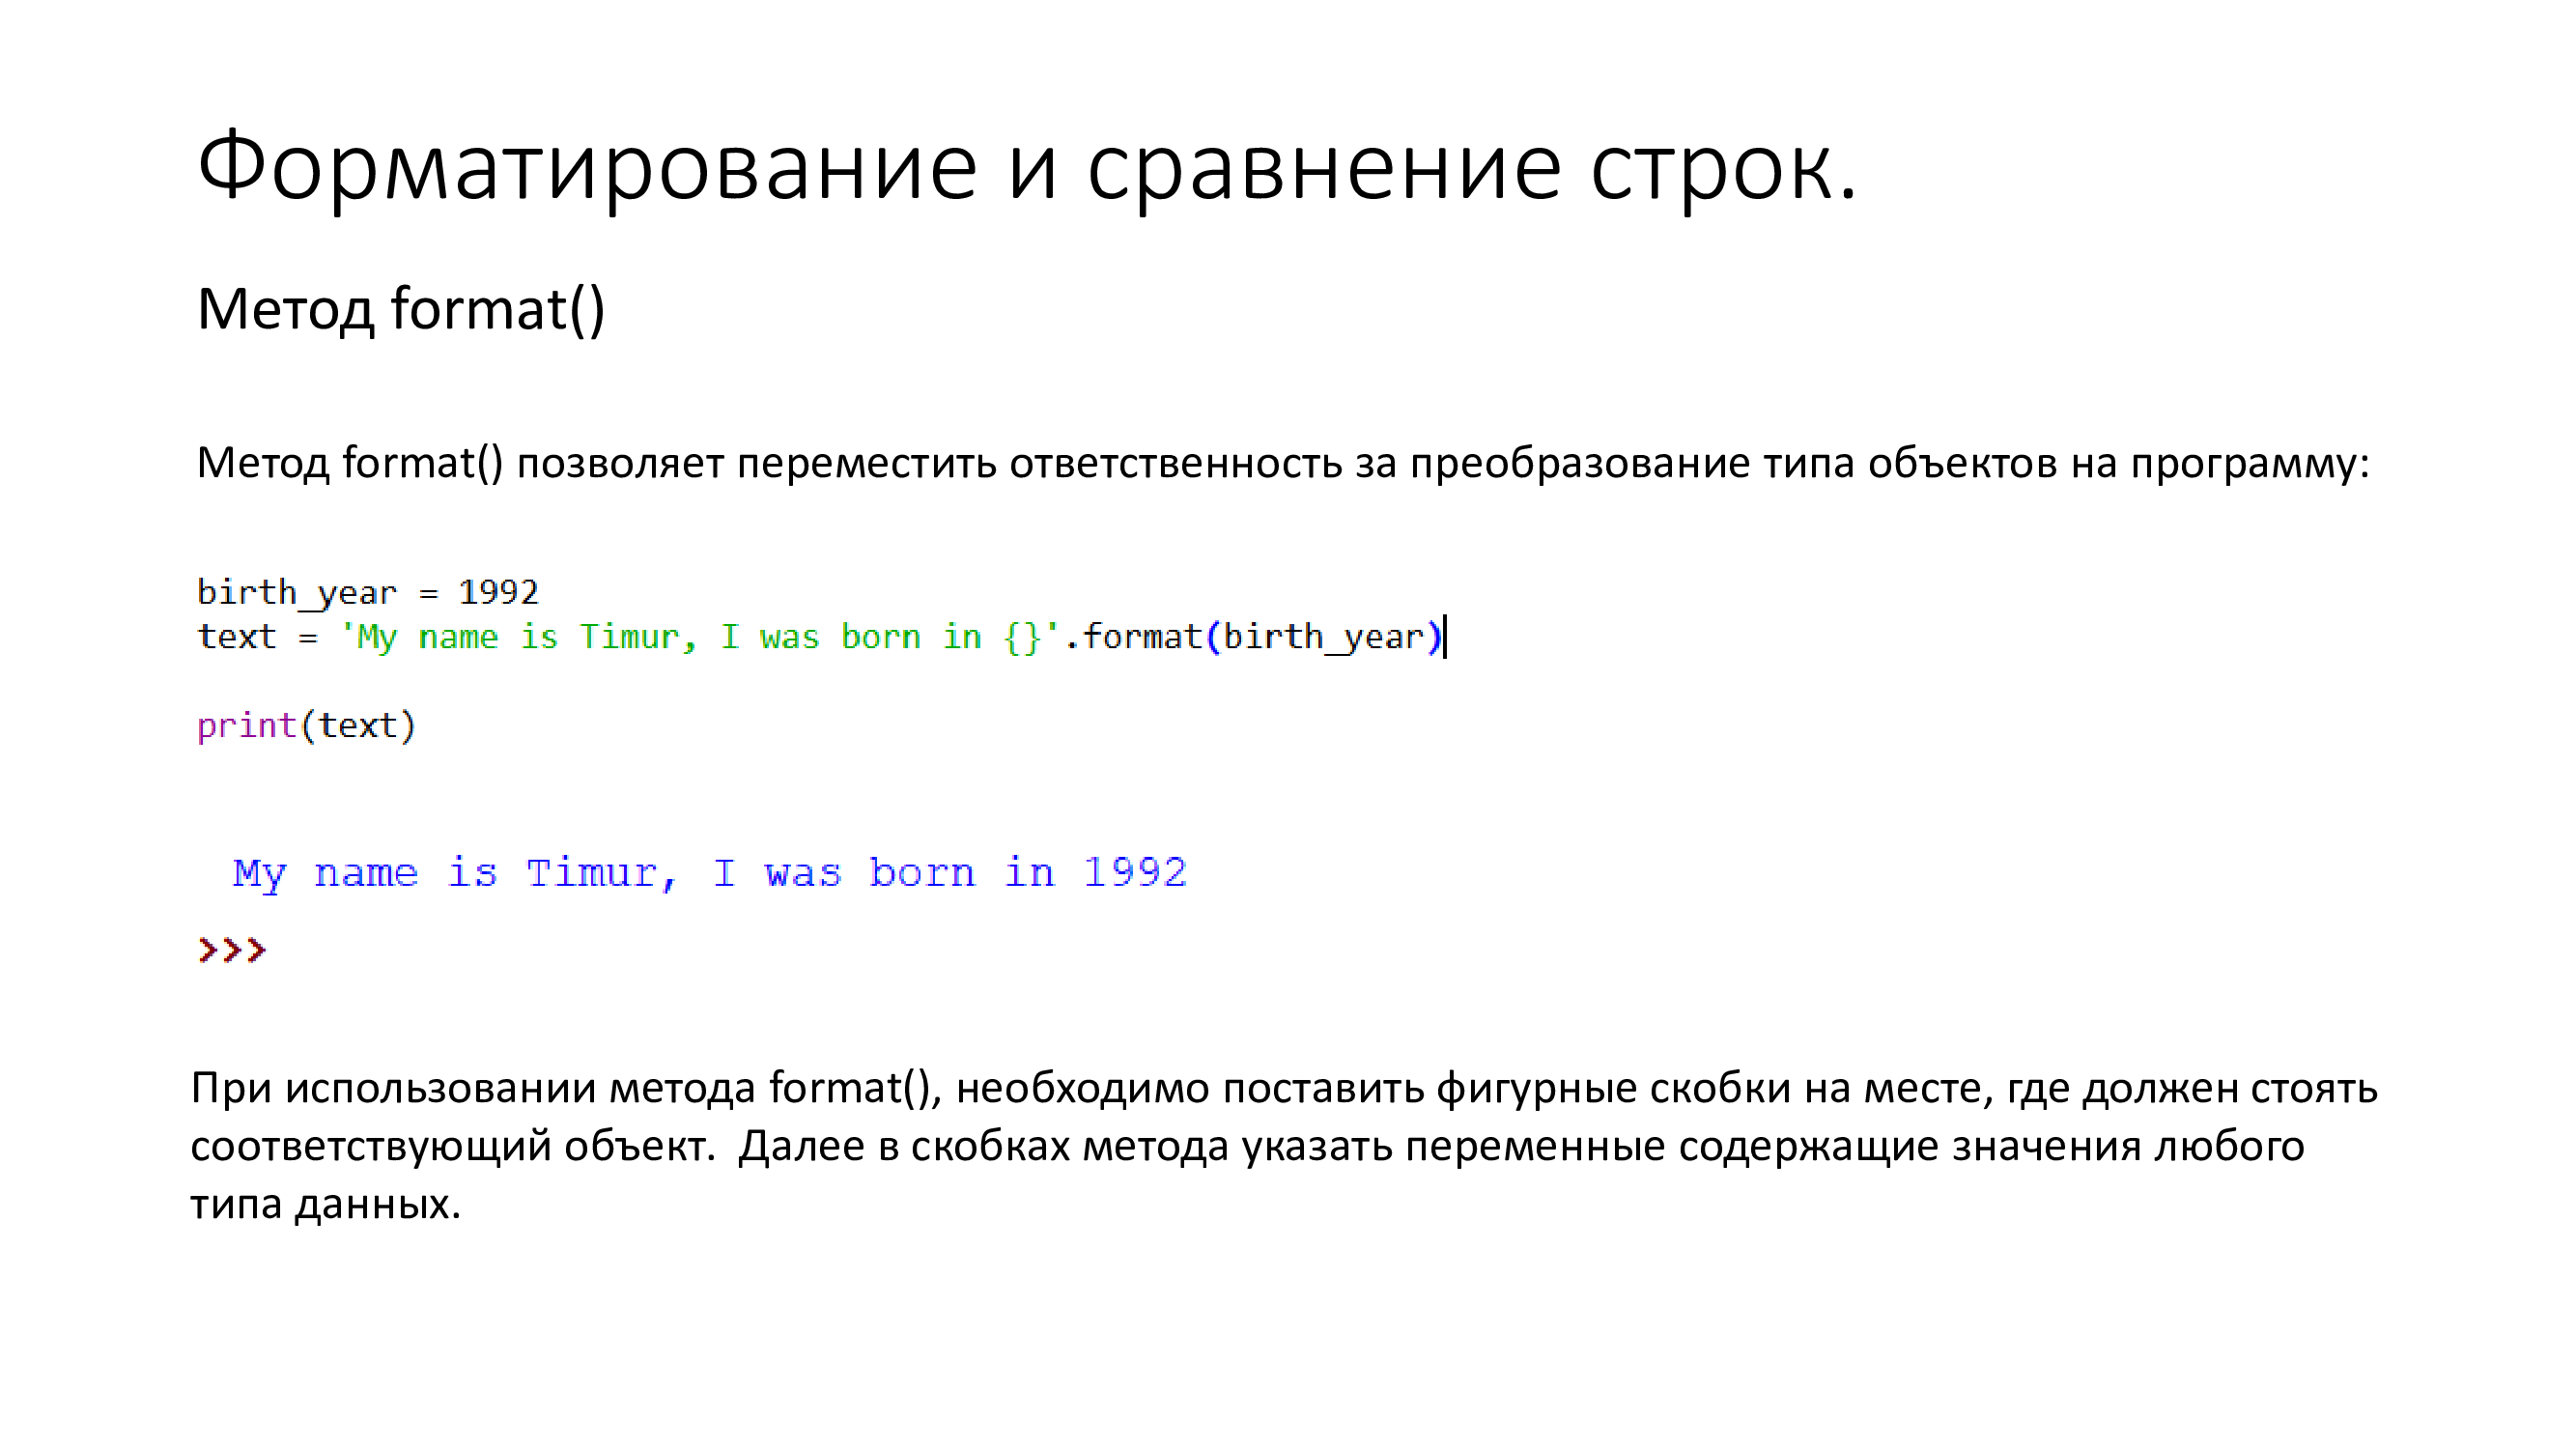 Форматирование и сравнение строк.
Метод format()
Метод format() позволяет переместить ответственность за преобразование типа объектов на программу:
birth_year = 1992
text = 'My name is Timur, I was born in {}'.format(birth_year)
print(text)
My name is Timur, I was born in 1992
>>>
При использовании метода format(), необходимо поставить фигурные скобки на месте, где должен стоять
соответствующий объект.  Далее в скобках метода указать переменные содержащие значения любого
типа данных.